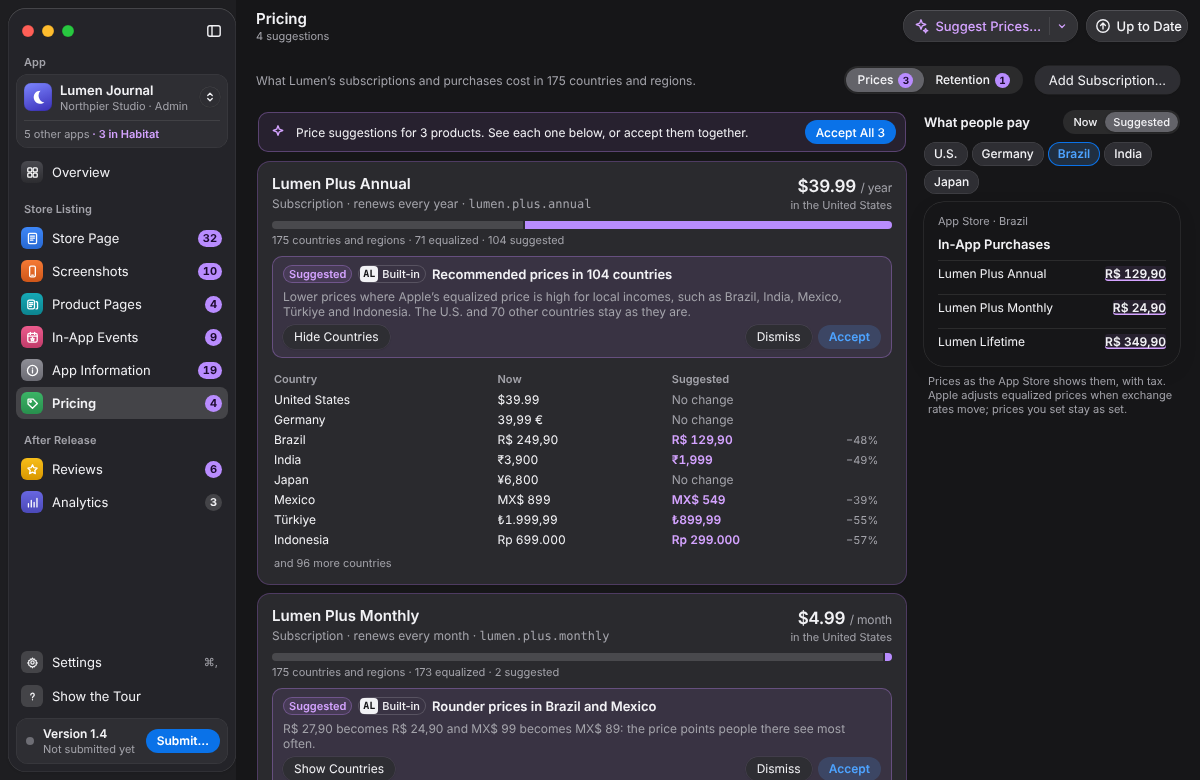 App
Lumen Journal
Northpier Studio · Admin
5 other apps · 3 in Habitat
Overview
Store Listing
Store Page 32
Screenshots 10
Product Pages 4
In-App Events 9
App Information 19
Pricing 4
After Release
Reviews 6
Analytics 3
Settings ⌘,
? Show the Tour
Version 1.4
Not submitted yet
Submit...
Pricing
4 suggestions
Suggest Prices...
Up to Date
What Lumen’s subscriptions and purchases cost in 175 countries and regions.
Prices 3 Retention 1
Add Subscription...
Price suggestions for 3 products. See each one below, or accept them together.
Accept All 3
Lumen Plus Annual
$39.99 / year
Subscription · renews every year · lumen.plus.annual
in the United States
175 countries and regions · 71 equalized · 104 suggested
Suggested AL Built-in Recommended prices in 104 countries
Lower prices where Apple’s equalized price is high for local incomes, such as Brazil, India, Mexico,
Türkiye and Indonesia. The U.S. and 70 other countries stay as they are.
Hide Countries Dismiss Accept
Country Now Suggested
United States $39.99 No change
Germany 39,99 € No change
Brazil R$ 249,90 R$ 129,90 −48%
India ₹3,900 ₹1,999 −49%
Japan ¥6,800 No change
Mexico MX$ 899 MX$ 549 −39%
Türkiye ₺1.999,99 ₺899,99 −55%
Indonesia Rp 699.000 Rp 299.000 −57%
and 96 more countries
Lumen Plus Monthly
$4.99 / month
Subscription · renews every month · lumen.plus.monthly
in the United States
175 countries and regions · 173 equalized · 2 suggested
Suggested AL Built-in Rounder prices in Brazil and Mexico
R$ 27,90 becomes R$ 24,90 and MX$ 99 becomes MX$ 89: the price points people there see most
often.
Show Countries Dismiss Accept
What people pay
Now Suggested
U.S. Germany Brazil India
Japan
App Store · Brazil
In-App Purchases
Lumen Plus Annual R$ 129,90
Lumen Plus Monthly R$ 24,90
Lumen Lifetime R$ 349,90
Prices as the App Store shows them, with tax.
Apple adjusts equalized prices when exchange
rates move; prices you set stay as set.